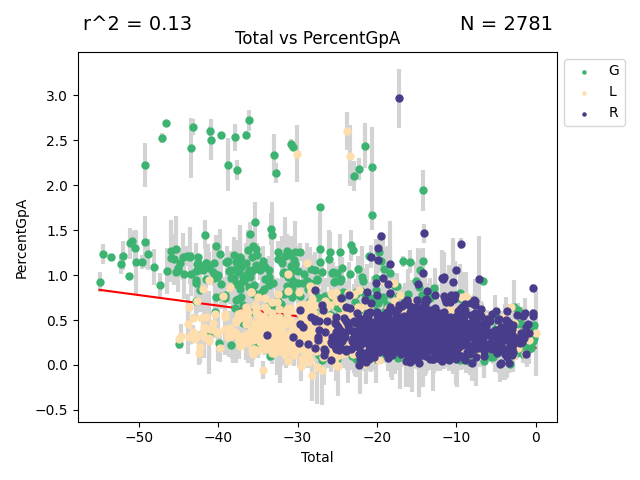 r^2 = 0.13
N = 2781
Total vs PercentGpA
G
L
R
3.0
2.5
2.0
1.5
1.0
0.5
0.0
−0.5
PercentGpA
−50
−40
−30
−20
−10
0
Total